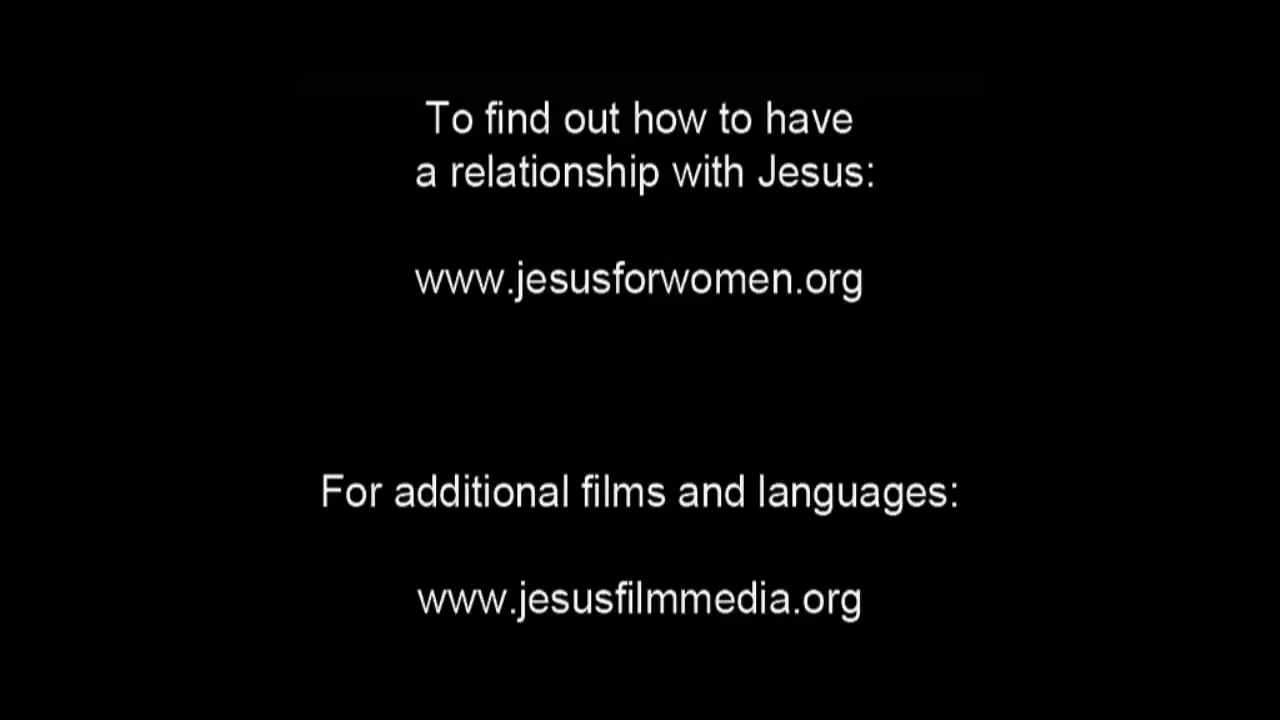 To find out how to have
a relationship with Jesus:
www.jesusforwomen.org
For additional films and languages:
www.jesusfilmmedia.org